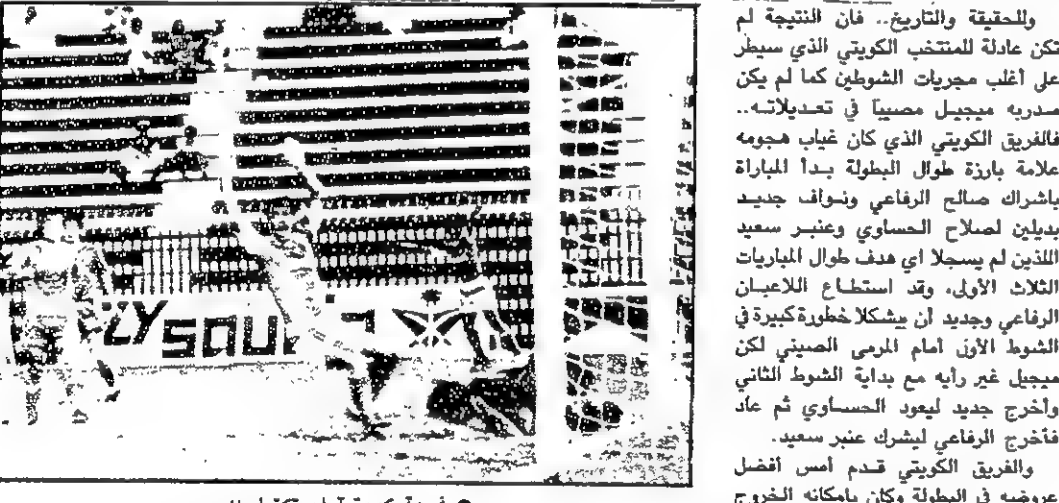 وللحقيقة والتاريخ.. فان النتيجة لم
تكن عادلة للمنتخب الكويتي الذي سيطر
على أغلب مجريات الشوطين كما لم يكن
مدربه ميجيل مصيبا في تعديلاته..
فالفريق الكويتي الذي كان غياب هجومه
علامة بارزة طوال البطولة بدأ المباراة
باشراك صالح الرفاعي ونواف جديد
بديلين لصلاح الحساوي وعنبر سعيد
اللذين لم يسجلا اي هدف طوال المباريات
الثلاث الأولى، وقد استطاع اللاعبان
الرفاعي وجديد أن يشكلا خطورة كبيرة في
الشوط الأول أمام المرمى الصيني لكن
ميجيل غير رأيه مع بداية الشوط الثاني
وأخرج جديد ليعود الحساوي ثم عاد
فأخرج الرفاعي ليشرك عنبر سعيد.
والفريق الكويتي قدم أمس أفضل
عروضه في البطولة وكان بامكانه الخروج
SAUDI